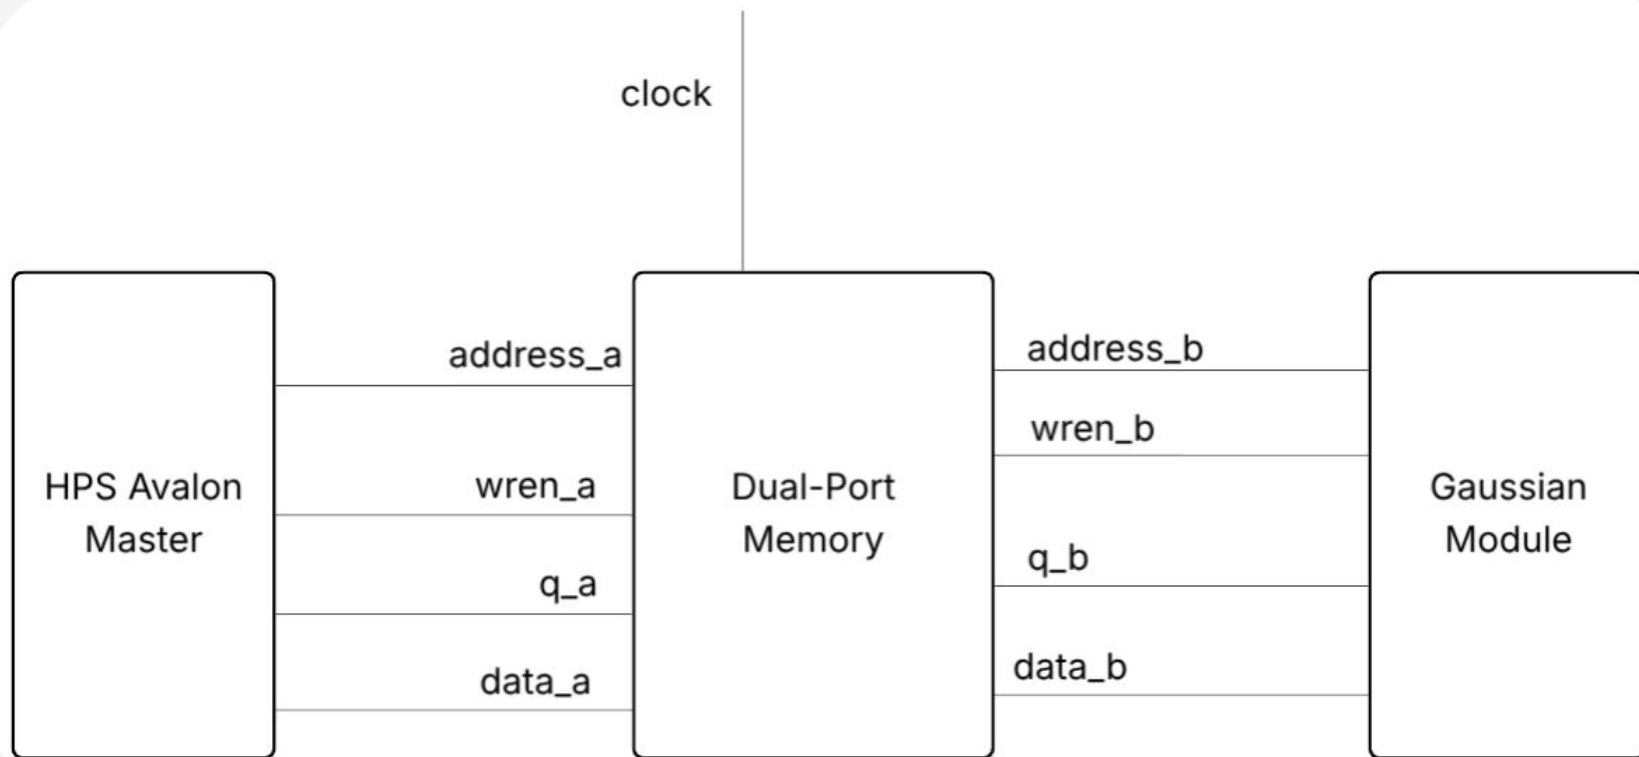 clock
address_a
address_b
wren_b
HPS Avalon
Master
wren_a
Dual-Port
Memory
Gaussian
Module
q_b
q_a
data_b
data_a